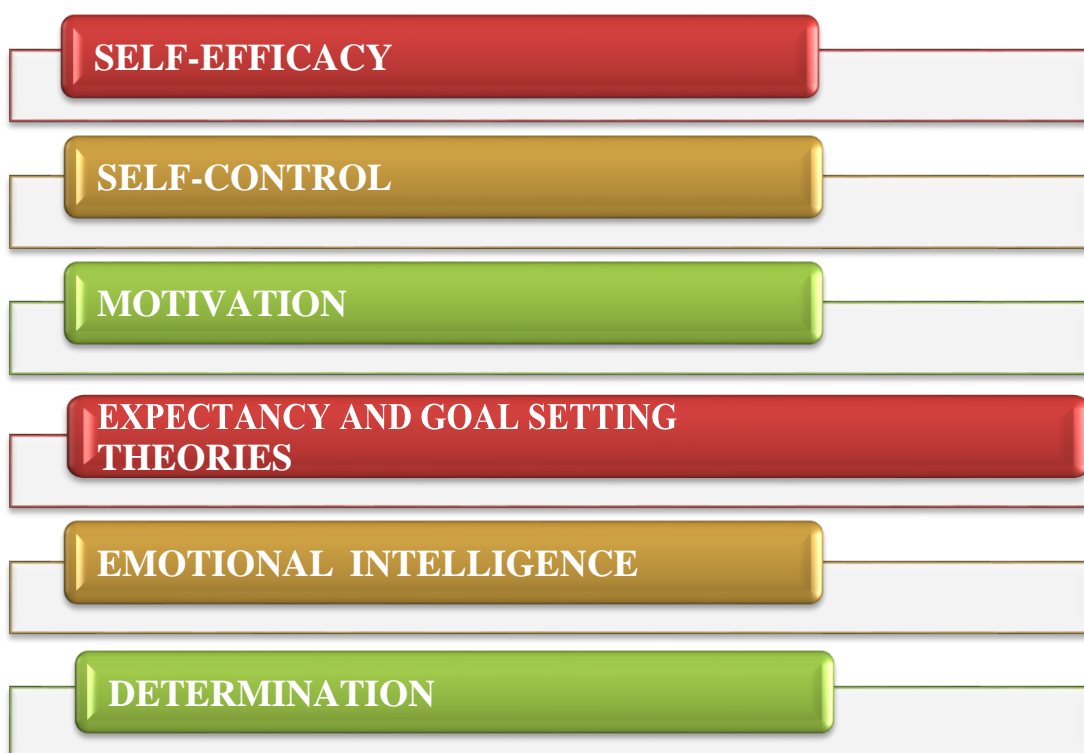 SELF-EFFICACY
SELF-CONTROL
MOTIVATION
EXPECTANCY AND GOAL SETTING
THEORIES
EMOTIONAL INTELLIGENCE
DETERMINATION